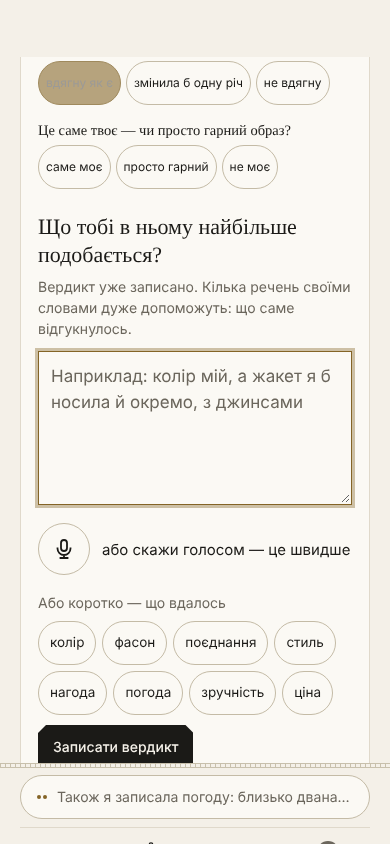 вдягну як є
змінила б одну річ
не вдягну
Це саме твоє — чи просто гарний образ?
саме моє
просто гарний
не моє
Що тобі в ньому найбільше
подобається?
Вердикт уже записано. Кілька речень своїми
словами дуже допоможуть: що саме
відгукнулось.
Наприклад: колір мій, а жакет я б
носила й окремо, з джинсами
або скажи голосом — це швидше
Або коротко — що вдалось
колір
фасон
поєднання
стиль
нагода
погода
зручність
ціна
Записати вердикт
Також я записала погоду: близько двана...